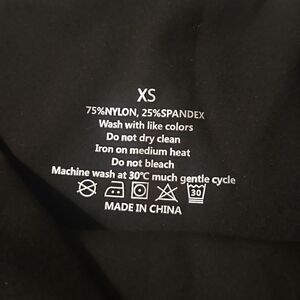 XS
75%NYLON, 25%SPANDEX
Wash with like colors
Do not dry clean
Iron on medium heat
Do not bleach
Machine wash at 30℃ much gentle cycle
30
MADE IN CHINA